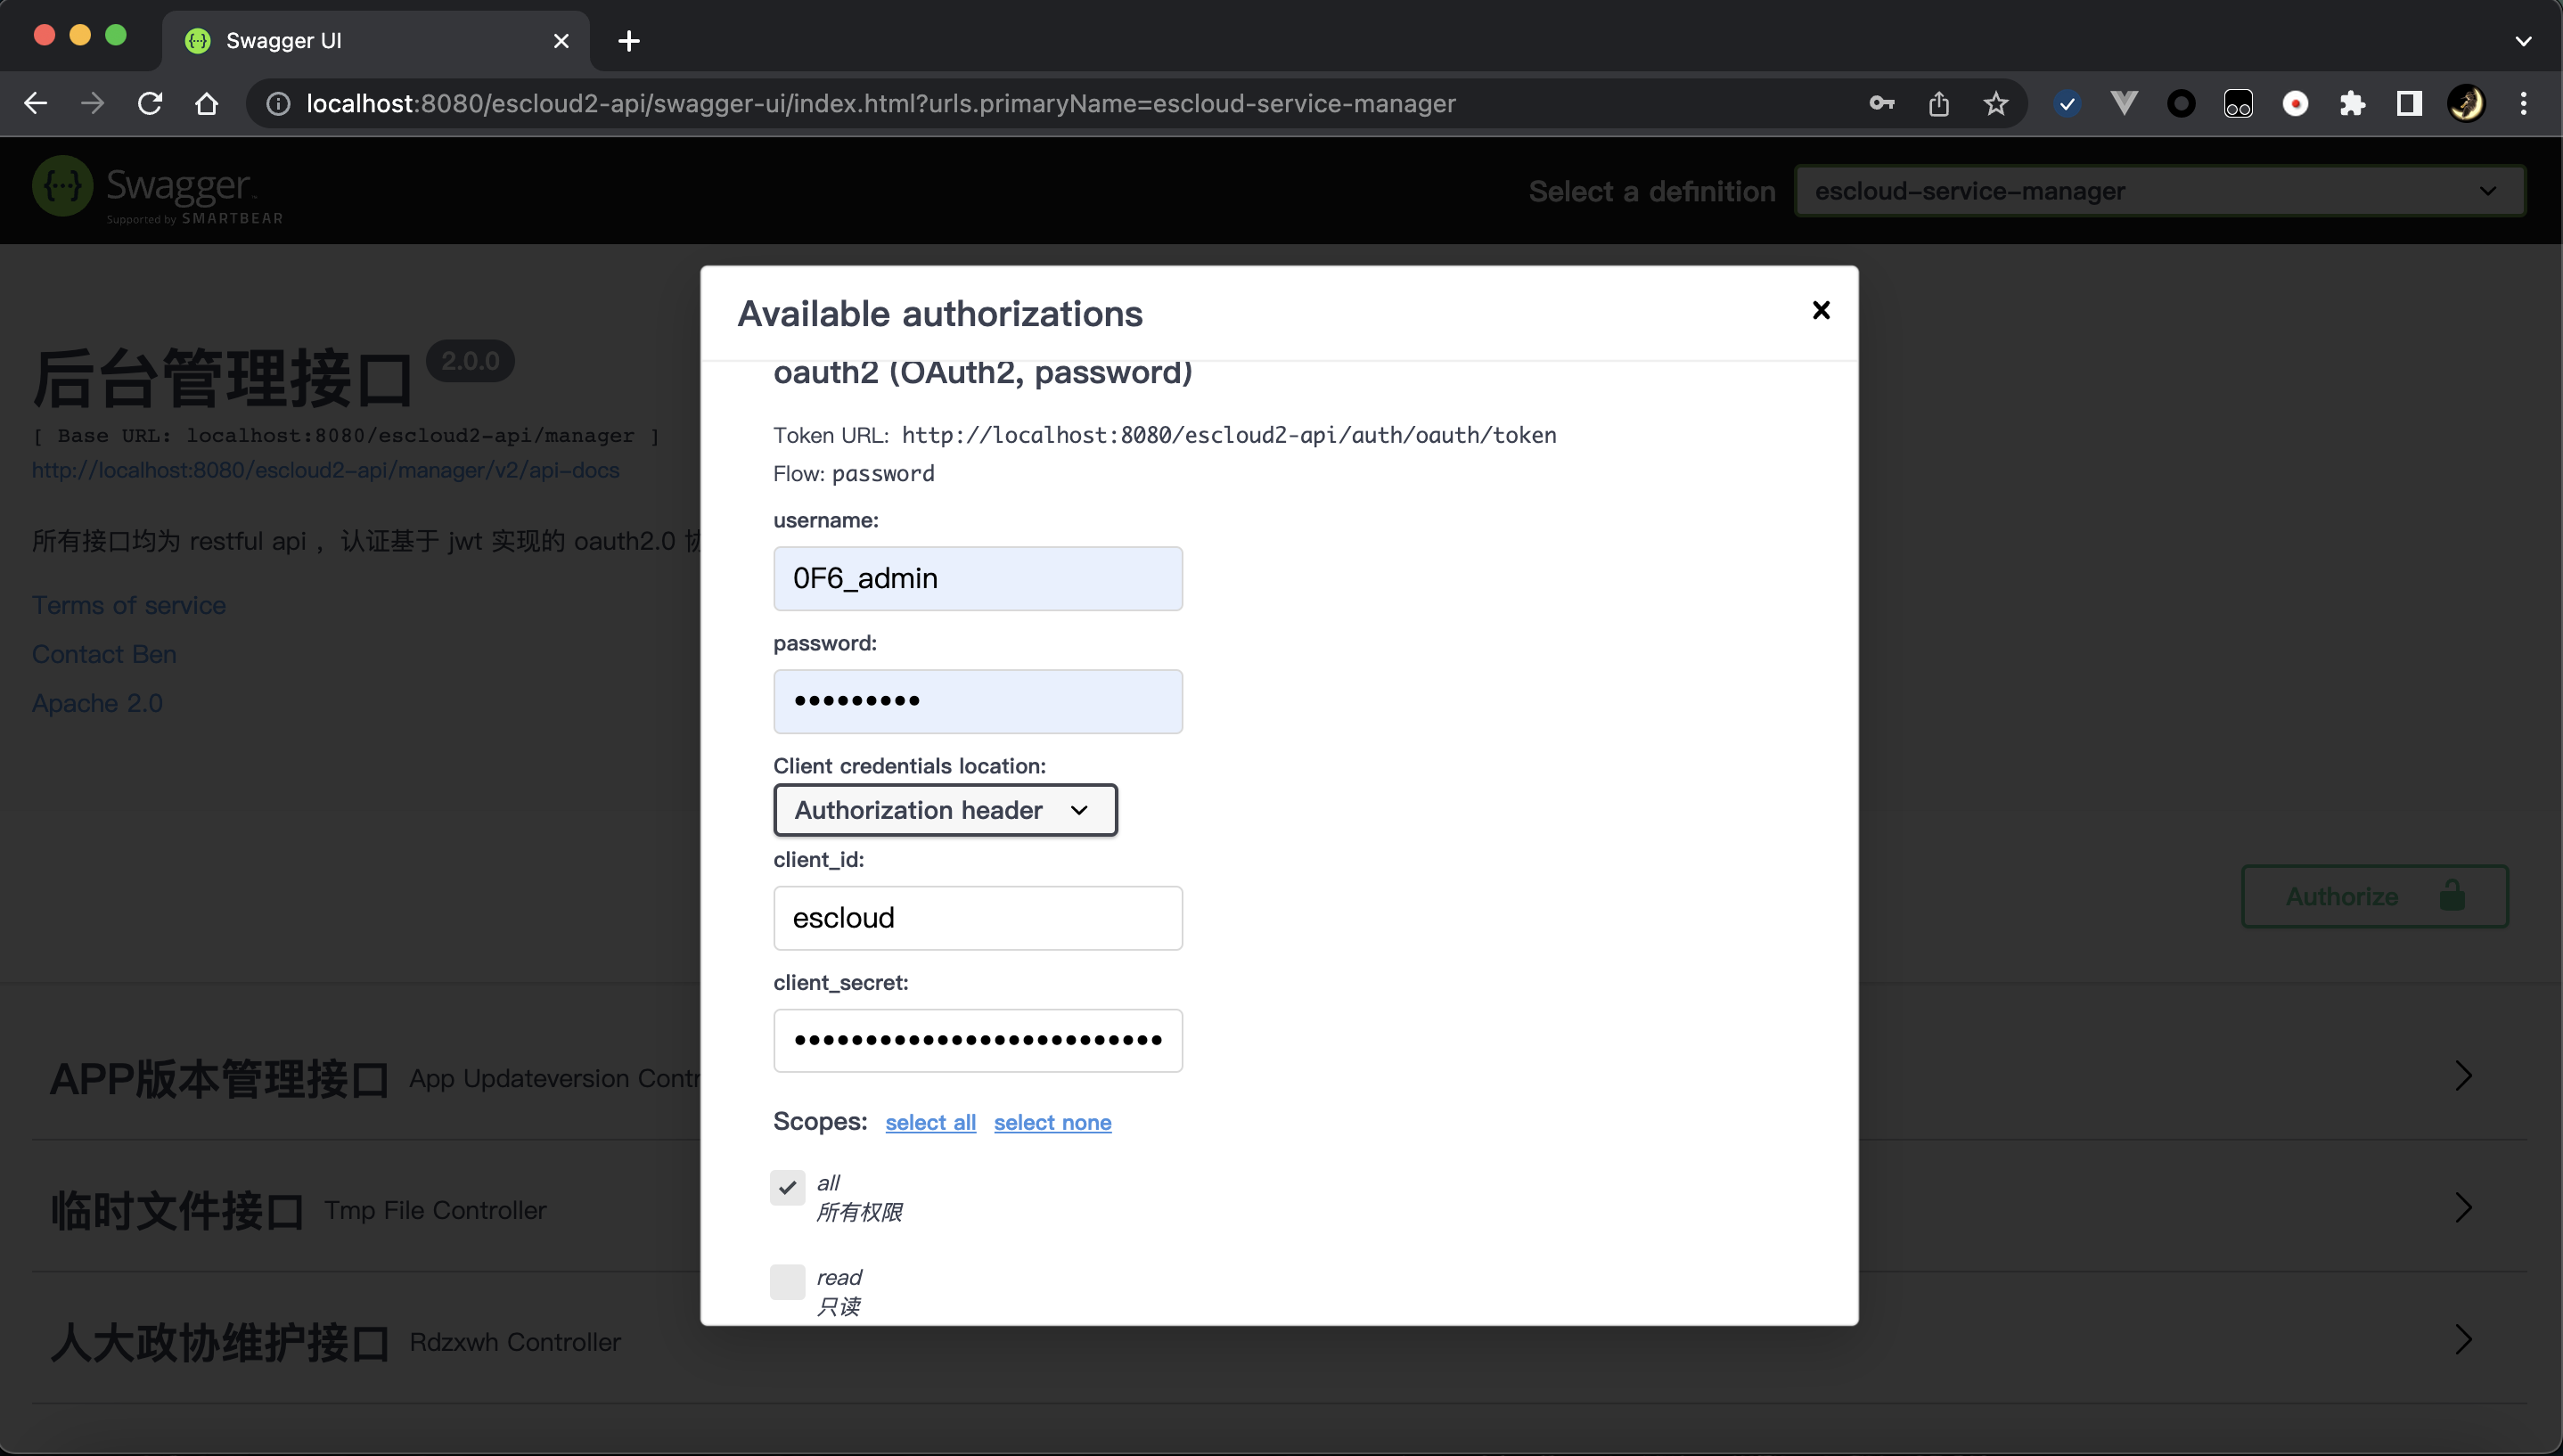 Swagger UI
localhost:8080/escloud2-api/swagger-ui/index.html?urls.primaryName=escloud-service-manager
Swagger
Supported by SMARTBEAR
Select a definition
escloud-service-manager
后台管理接口 2.0.0
[ Base URL: localhost:8080/escloud2-api/manager ]
http://localhost:8080/escloud2-api/manager/v2/api-docs
所有接口均为 restful api ，认证基于 jwt 实现的 oauth2.0
Terms of service
Contact Ben
Apache 2.0
Authorize
APP版本管理接口 App Updateversion Contr
临时文件接口 Tmp File Controller
人大政协维护接口 Rdzxwh Controller
Available authorizations
oauth2 (OAuth2, password)
Token URL: http://localhost:8080/escloud2-api/auth/oauth/token
Flow: password
username:
0F6_admin
password:
Client credentials location:
Authorization header
client_id:
escloud
client_secret:
Scopes: select all select none
all
所有权限
read
只读